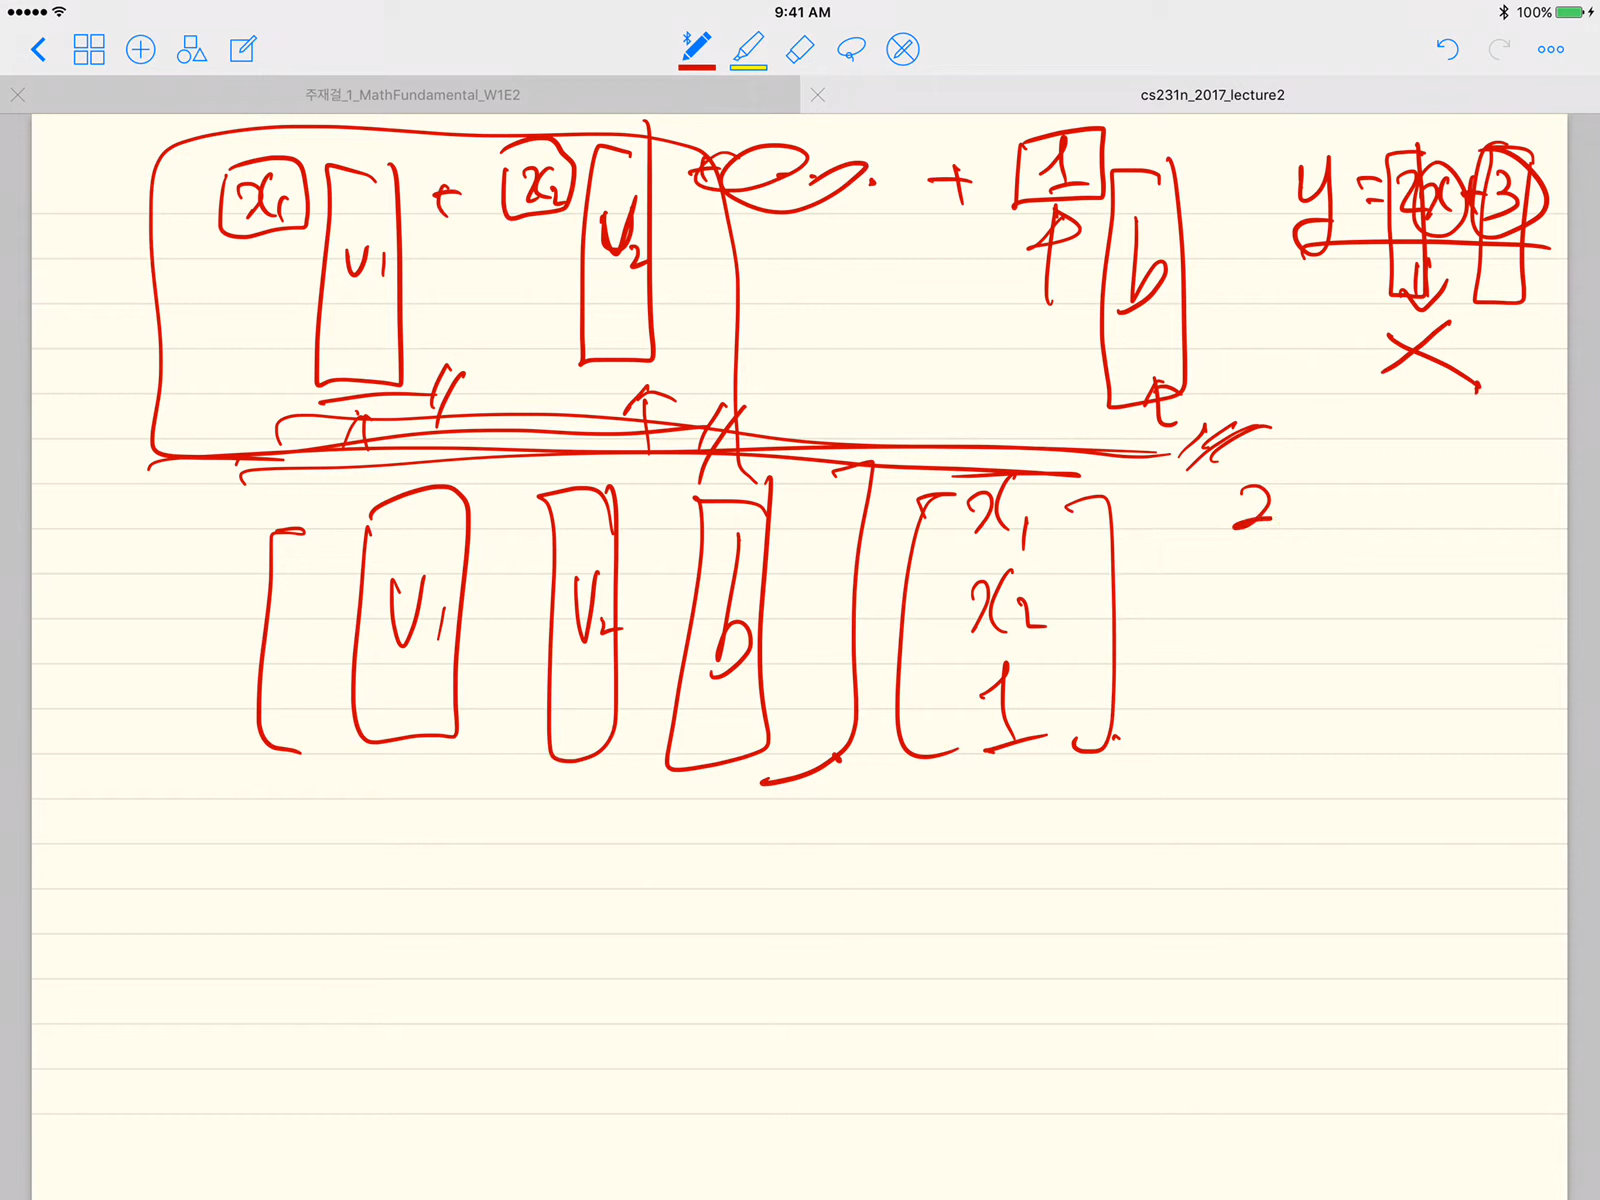 9:41 AM
100%
주재걸_1_MathFundamental_W1E2
cs231n_2017_lecture2
x₁ v₁ + x₂ v₂ + 1 b
y = 2x + 3
v₁ v₂ b x₁
x₂
1
2